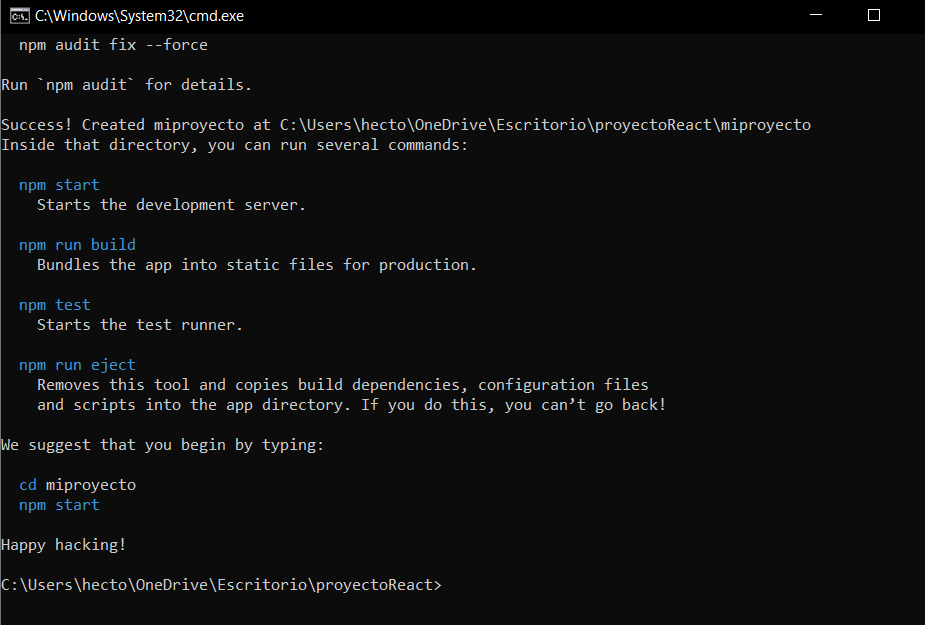 C:\Windows\System32\cmd.exe
npm audit fix --force
Run `npm audit` for details.
Success! Created miproyecto at C:\Users\hecto\OneDrive\Escritorio\proyectoReact\miproyecto
Inside that directory, you can run several commands:
npm start
Starts the development server.
npm run build
Bundles the app into static files for production.
npm test
Starts the test runner.
npm run eject
Removes this tool and copies build dependencies, configuration files
and scripts into the app directory. If you do this, you can’t go back!
We suggest that you begin by typing:
cd miproyecto
npm start
Happy hacking!
C:\Users\hecto\OneDrive\Escritorio\proyectoReact>